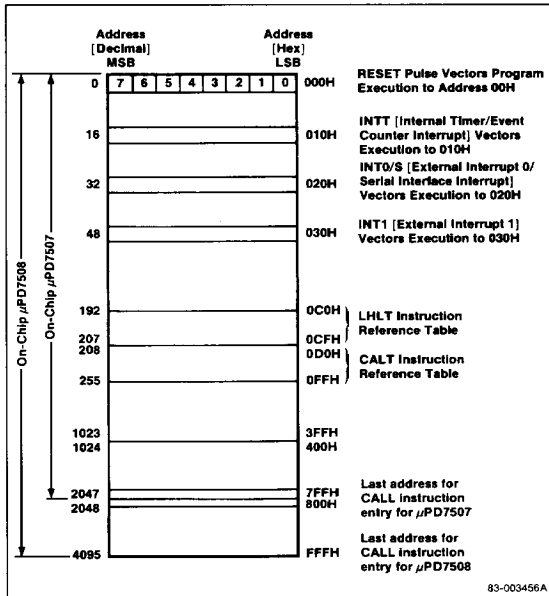 Address Address
[Decimal] [Hex]
MSB LSB
0 7 6 5 4 3 2 1 0 000H RESET Pulse Vectors Program
Execution to Address 00H
16 010H INTT [Internal Timer/Event
Counter Interrupt] Vectors
Execution to 010H
32 020H INT0/S [External Interrupt 0/
Serial Interface Interrupt]
Vectors Execution to 020H
48 030H INT1 [External Interrupt 1]
Vectors Execution to 030H
On-Chip µPD7508
On-Chip µPD7507
192 0C0H LHLT Instruction
207 0CFH Reference Table
208 0D0H CALT Instruction
255 0FFH Reference Table
1023 3FFH
1024 400H
2047 7FFH Last address for
CALL instruction
2048 800H entry for µPD7507
4095 FFFH Last address for
CALL instruction
entry for µPD7508
83-003456A